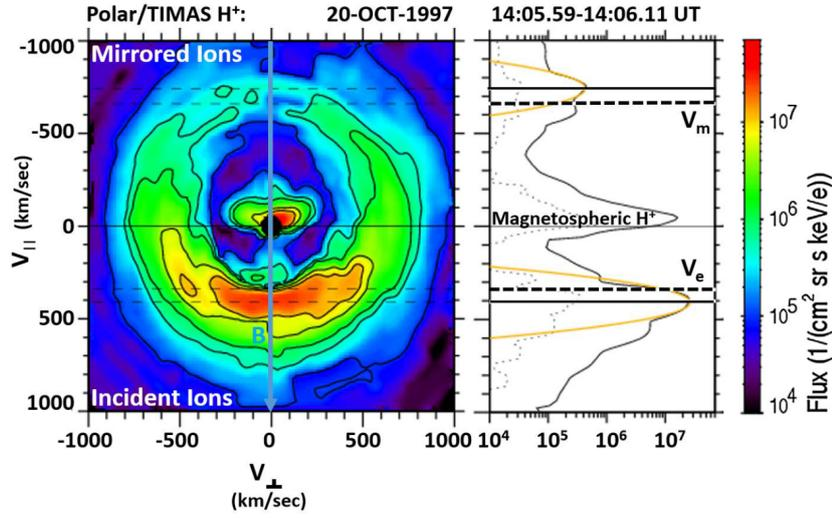 Polar/TIMAS H⁺: 20-OCT-1997 14:05.59-14:06.11 UT
Mirrored Ions
-1000
-500
0
500
1000
V|| (km/sec)
B
Incident Ions
-1000 -500 0 500 1000
V⊥
(km/sec)
Vm
Magnetospheric H⁺
Ve
10⁴ 10⁵ 10⁶ 10⁷
10⁷
10⁶
10⁵
10⁴
Flux (1/(cm² sr s keV/e))